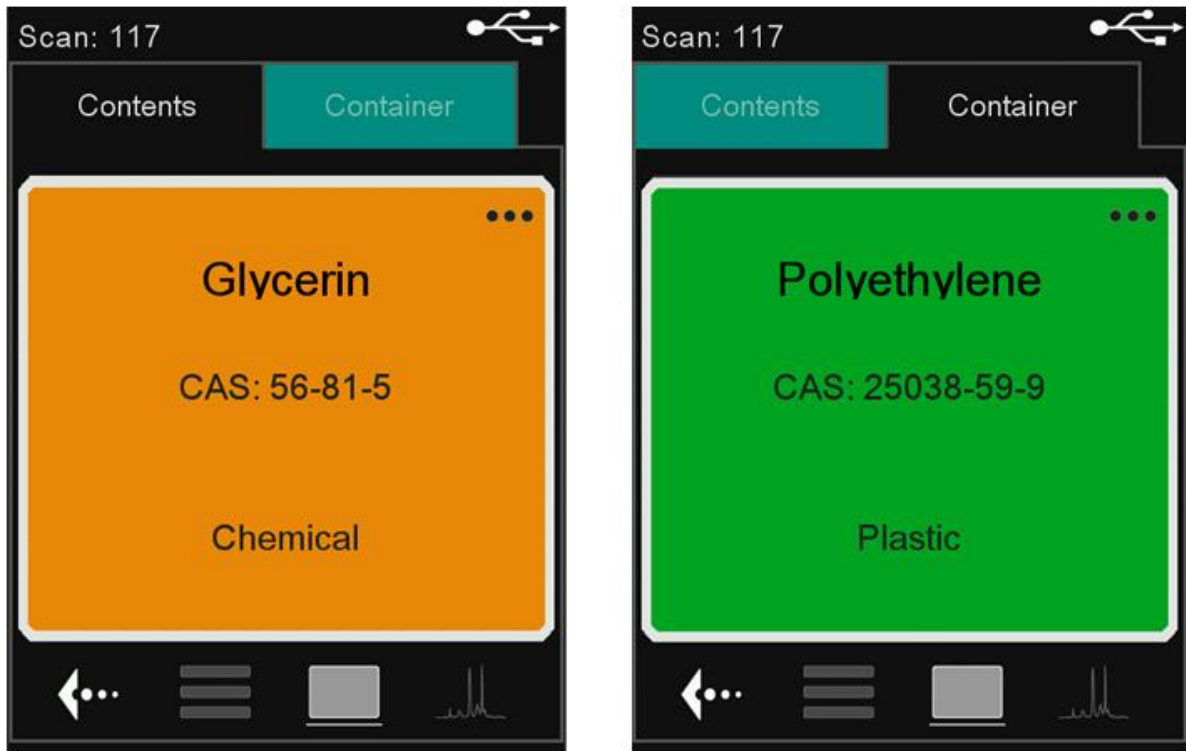 Scan: 117
Contents
Container
Glycerin
CAS: 56-81-5
Chemical
Scan: 117
Contents
Container
Polyethylene
CAS: 25038-59-9
Plastic